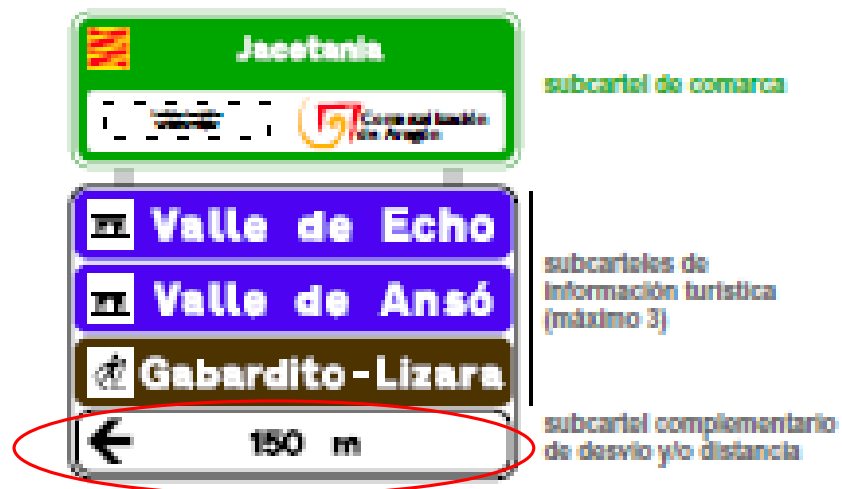 Jacetania
subcartel de comarca
Comarcalización
de Aragón
Valle de Echo
Valle de Ansó
Gabardito-Lizara
subcarteles de
información turística
(máximo 3)
150 m
subcartel complementario
de desvío y/o distancia